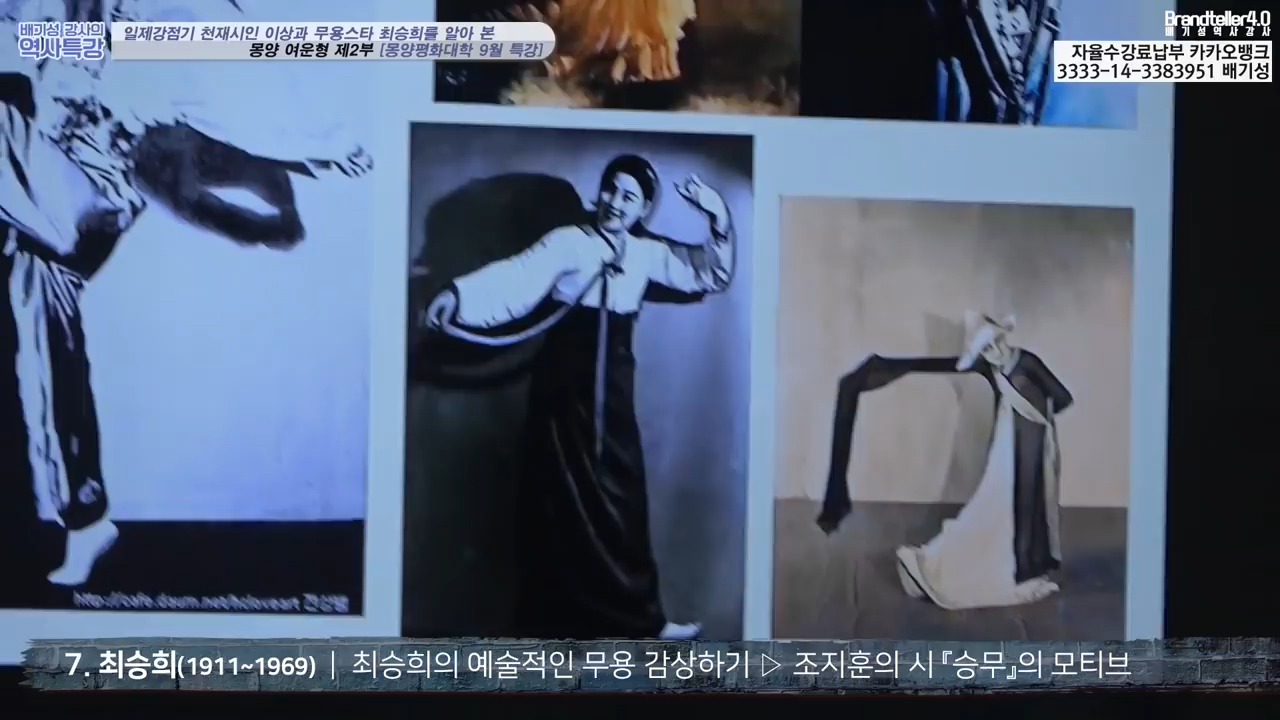 배기성 강사의
역사특강
일제강점기 천재시인 이상과 무용스타 최승희를 알아 본
몽양 여운형 제2부 [몽양평화대학 9월 특강]
Brandteller4.0
배기성역사강사
자율수강료납부 카카오뱅크
3333-14-3383951 배기성
http://cafe.daum.net
7. 최승희(1911~1969) | 최승희의 예술적인 무용 감상하기 ▷ 조지훈의 시『승무』의 모티브